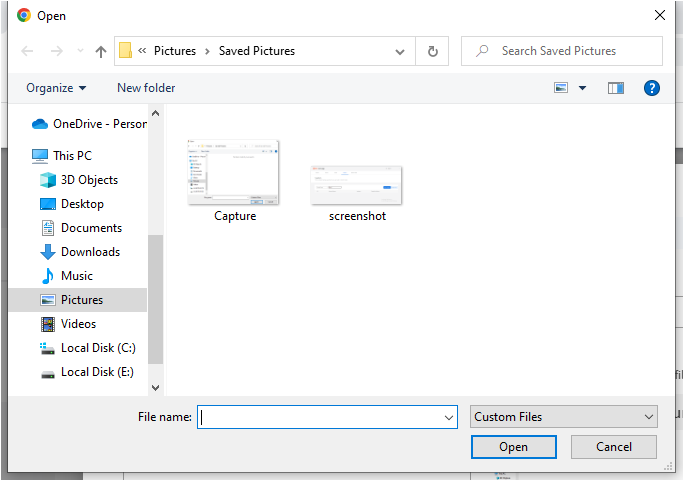 Open
Pictures Saved Pictures
Search Saved Pictures
Organize
New folder
OneDrive - Person
This PC
3D Objects
Desktop
Documents
Downloads
Music
Pictures
Videos
Local Disk (C:)
Local Disk (E:)
Capture
screenshot
File name:
Custom Files
Open
Cancel